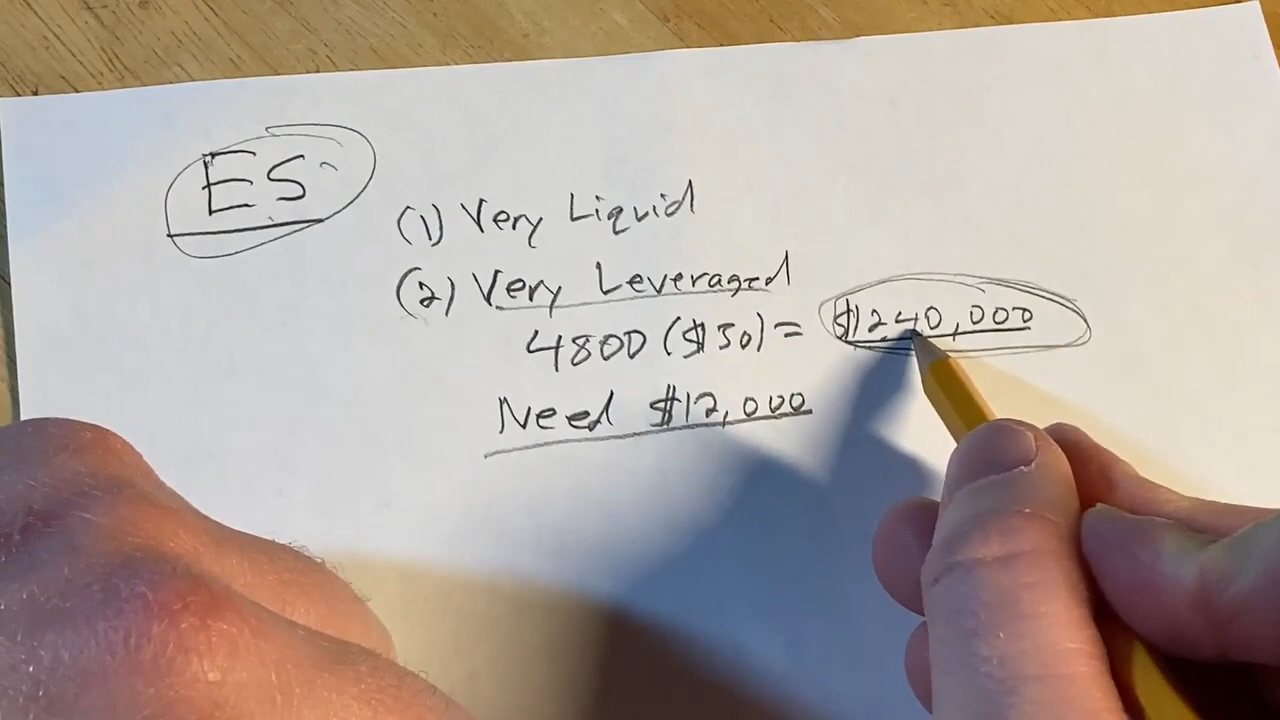 ES
(1) Very Liquid
(2) Very Leveraged
4800 ($50) = $240,000
Need $12,000